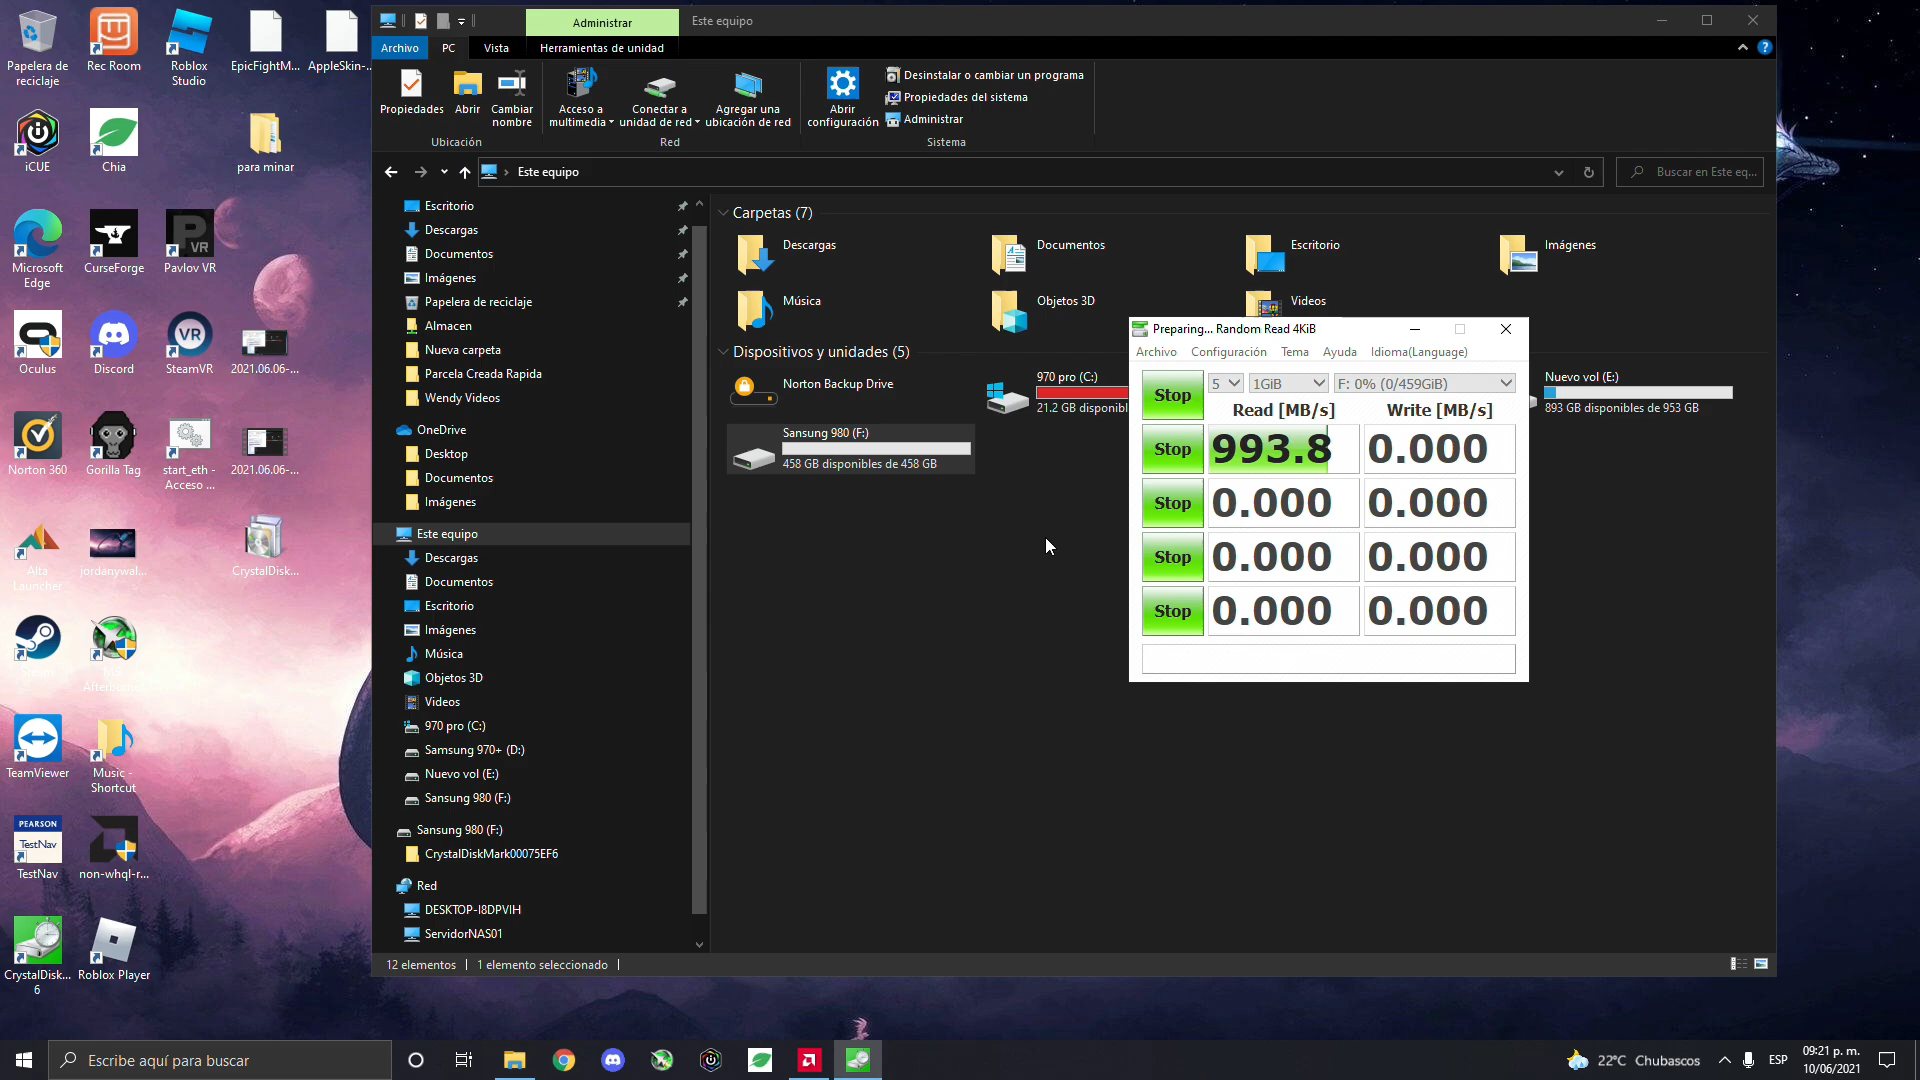 Papelera de
reciclaje
Rec Room
Roblox
Studio
EpicFightM...
AppleSkin-...
iCUE
Chia
para minar
Microsoft
Edge
CurseForge
Pavlov VR
Oculus
Discord
SteamVR
2021.06.06-...
Norton 360
Gorilla Tag
start_eth -
Acceso ...
2021.06.06-...
Alta
Launcher
jordanywal...
CrystalDisk...
Steam
MSI
Afterburner
TeamViewer
Music -
Shortcut
PEARSON
TestNav
TestNav
non-whql-r...
CrystalDisk...
6
Roblox Player
Administrar
Este equipo
Archivo
PC
Vista
Herramientas de unidad
Propiedades
Abrir
Cambiar
nombre
Ubicación
Acceso a
multimedia
Conectar a
unidad de red
Agregar una
ubicación de red
Red
Abrir
configuración
Desinstalar o cambiar un programa
Propiedades del sistema
Administrar
Sistema
Este equipo
Buscar en Este eq...
Escritorio
Descargas
Documentos
Imágenes
Papelera de reciclaje
Almacen
Nueva carpeta
Parcela Creada Rapida
Wendy Videos
OneDrive
Desktop
Documentos
Imágenes
Este equipo
Descargas
Documentos
Escritorio
Imágenes
Música
Objetos 3D
Videos
970 pro (C:)
Samsung 970+ (D:)
Nuevo vol (E:)
Sansung 980 (F:)
Sansung 980 (F:)
CrystalDiskMark00075EF6
Red
DESKTOP-I8DPVIH
ServidorNAS01
Carpetas (7)
Descargas
Documentos
Escritorio
Imágenes
Música
Objetos 3D
Videos
Dispositivos y unidades (5)
Norton Backup Drive
970 pro (C:)
21.2 GB disponibl
Nuevo vol (E:)
893 GB disponibles de 953 GB
Sansung 980 (F:)
458 GB disponibles de 458 GB
Preparing... Random Read 4KiB
Archivo Configuración Tema Ayuda Idioma(Language)
Stop 5 1GiB F: 0% (0/459GiB)
Read [MB/s] Write [MB/s]
Stop 993.8 0.000
Stop 0.000 0.000
Stop 0.000 0.000
Stop 0.000 0.000
12 elementos
1 elemento seleccionado
Escribe aquí para buscar
22°C Chubascos
ESP
09:21 p. m.
10/06/2021